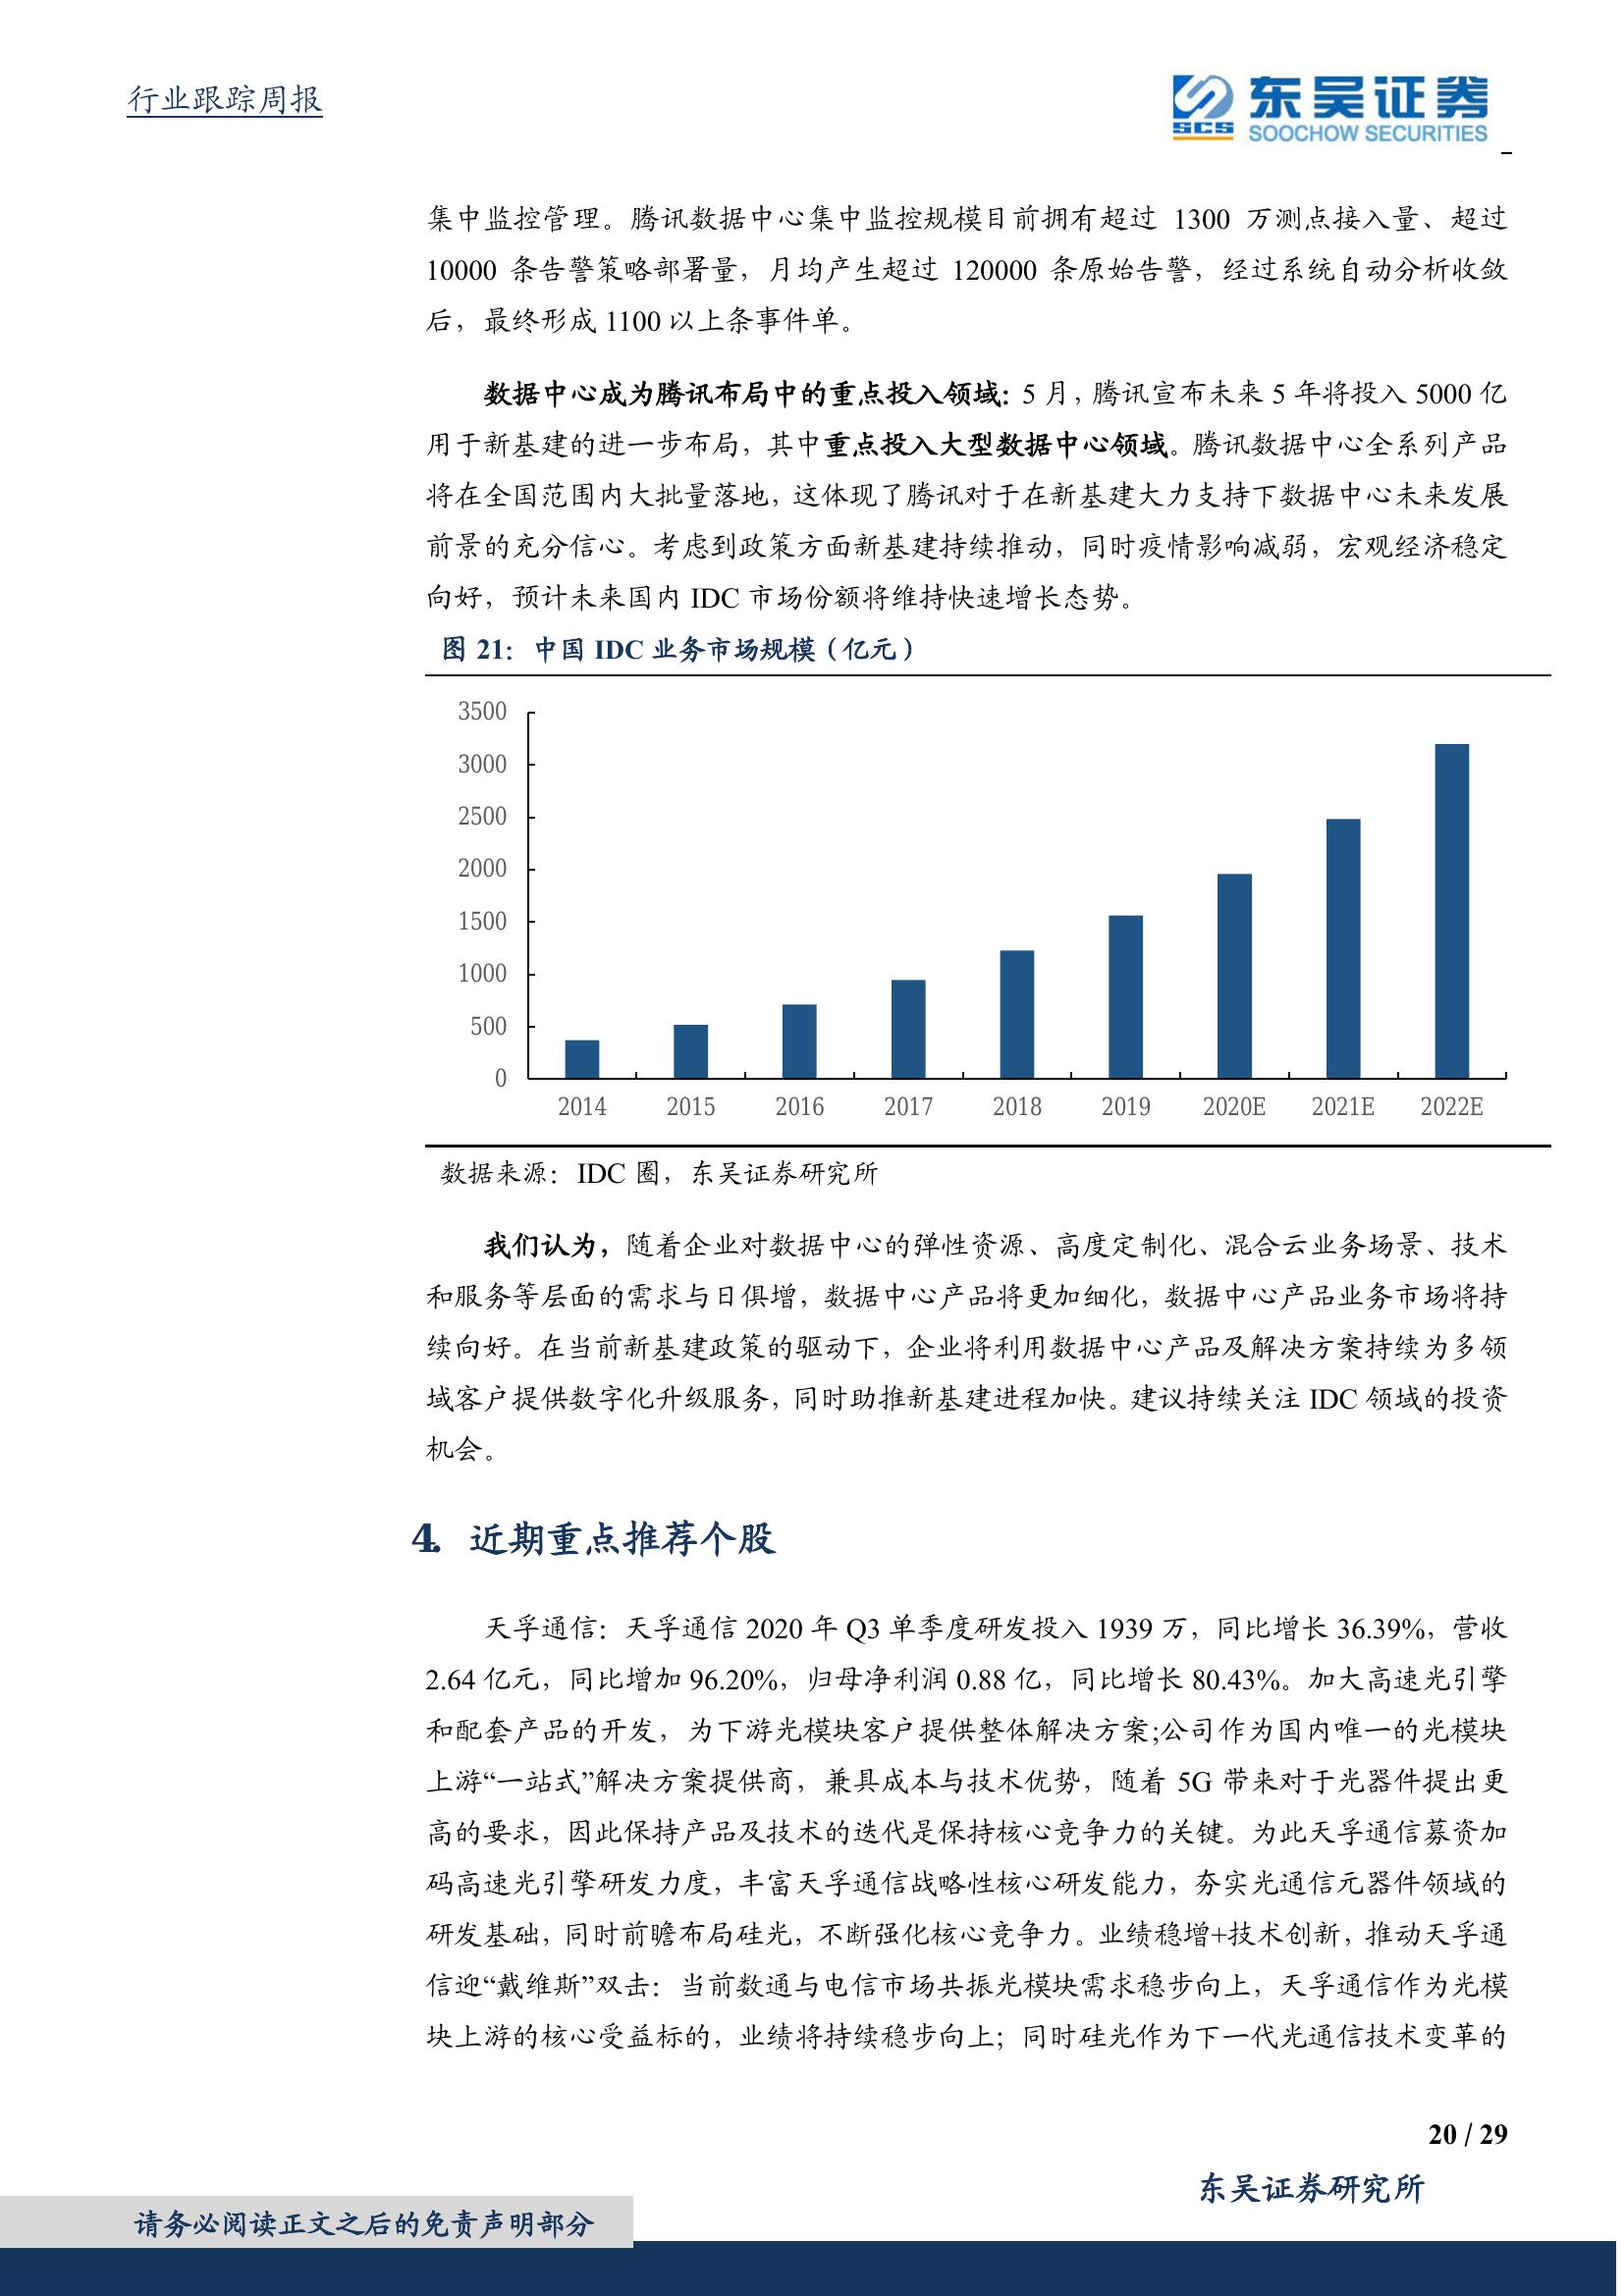 行业跟踪周报
SCS
东吴证券
SOOCHOW SECURITIES
集中监控管理。腾讯数据中心集中监控规模目前拥有超过 1300 万测点接入量、超过
10000 条告警策略部署量，月均产生超过 120000 条原始告警，经过系统自动分析收敛
后，最终形成 1100 以上条事件单。
数据中心成为腾讯布局中的重点投入领域：5 月，腾讯宣布未来 5 年将投入 5000 亿
用于新基建的进一步布局，其中重点投入大型数据中心领域。腾讯数据中心全系列产品
将在全国范围内大批量落地，这体现了腾讯对于在新基建大力支持下数据中心未来发展
前景的充分信心。考虑到政策方面新基建持续推动，同时疫情影响减弱，宏观经济稳定
向好，预计未来国内 IDC 市场份额将维持快速增长态势。
图 21：中国 IDC 业务市场规模（亿元）
3500
3000
2500
2000
1500
1000
500
0
2014 2015 2016 2017 2018 2019 2020E 2021E 2022E
数据来源：IDC 圈，东吴证券研究所
我们认为，随着企业对数据中心的弹性资源、高度定制化、混合云业务场景、技术
和服务等层面的需求与日俱增，数据中心产品将更加细化，数据中心产品业务市场将持
续向好。在当前新基建政策的驱动下，企业将利用数据中心产品及解决方案持续为多领
域客户提供数字化升级服务，同时助推新基建进程加快。建议持续关注 IDC 领域的投资
机会。
4. 近期重点推荐个股
天孚通信：天孚通信 2020 年 Q3 单季度研发投入 1939 万，同比增长 36.39%，营收
2.64 亿元，同比增加 96.20%，归母净利润 0.88 亿，同比增长 80.43%。加大高速光引擎
和配套产品的开发，为下游光模块客户提供整体解决方案;公司作为国内唯一的光模块
上游“一站式”解决方案提供商，兼具成本与技术优势，随着 5G 带来对于光器件提出更
高的要求，因此保持产品及技术的迭代是保持核心竞争力的关键。为此天孚通信募资加
码高速光引擎研发力度，丰富天孚通信战略性核心研发能力，夯实光通信元器件领域的
研发基础，同时前瞻布局硅光，不断强化核心竞争力。业绩稳增+技术创新，推动天孚通
信迎“戴维斯”双击：当前数通与电信市场共振光模块需求稳步向上，天孚通信作为光模
块上游的核心受益标的，业绩将持续稳步向上；同时硅光作为下一代光通信技术变革的
20 / 29
东吴证券研究所
请务必阅读正文之后的免责声明部分